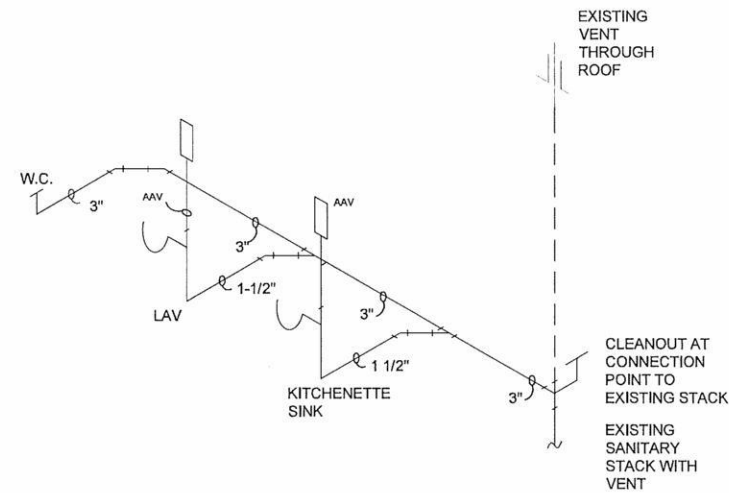 EXISTING
VENT
THROUGH
ROOF
W.C.
3"
AAV
AAV
3"
1-1/2"
LAV
3"
1 1/2"
KITCHENETTE
SINK
3"
CLEANOUT AT
CONNECTION
POINT TO
EXISTING STACK
EXISTING
SANITARY
STACK WITH
VENT